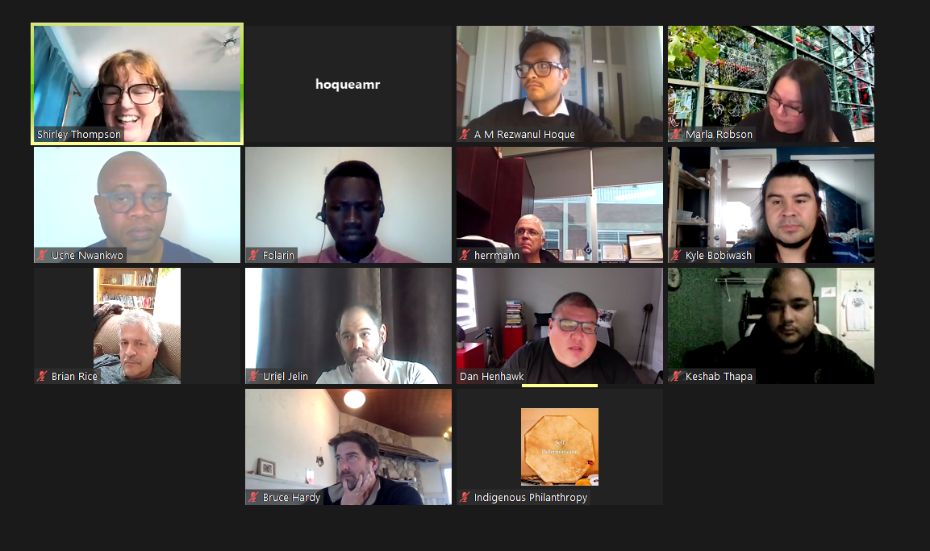 Shirley Thompson
hoqueamr
A M Rezwanul Hoque
Marla Robson
Uche Nwankwo
Folarin
herrmann
Kyle Bobiwash
Brian Rice
Uriel Jelin
Dan Henhawk
Keshab Thapa
Bruce Hardy
Indigenous Philanthropy